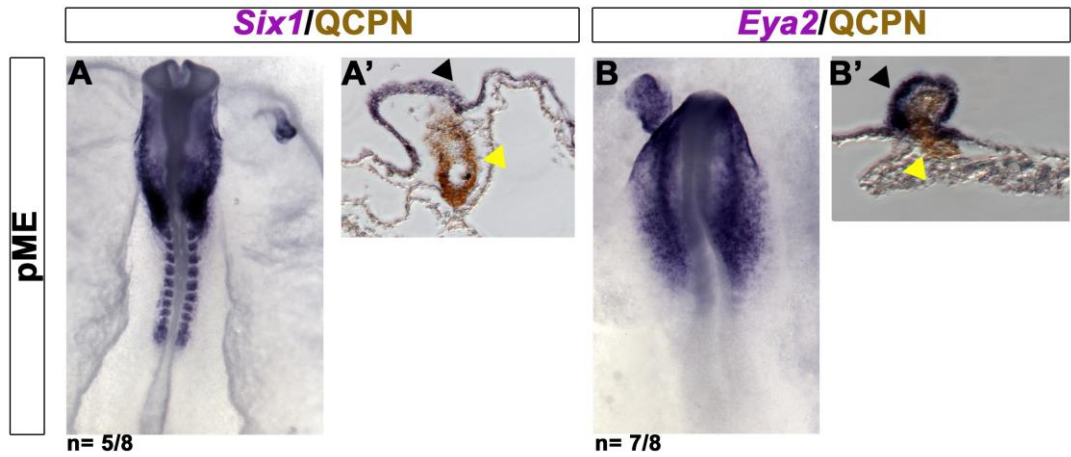 Six1/QCPN
Eya2/QCPN
pME
A
A'
B
B'
n= 5/8
n= 7/8